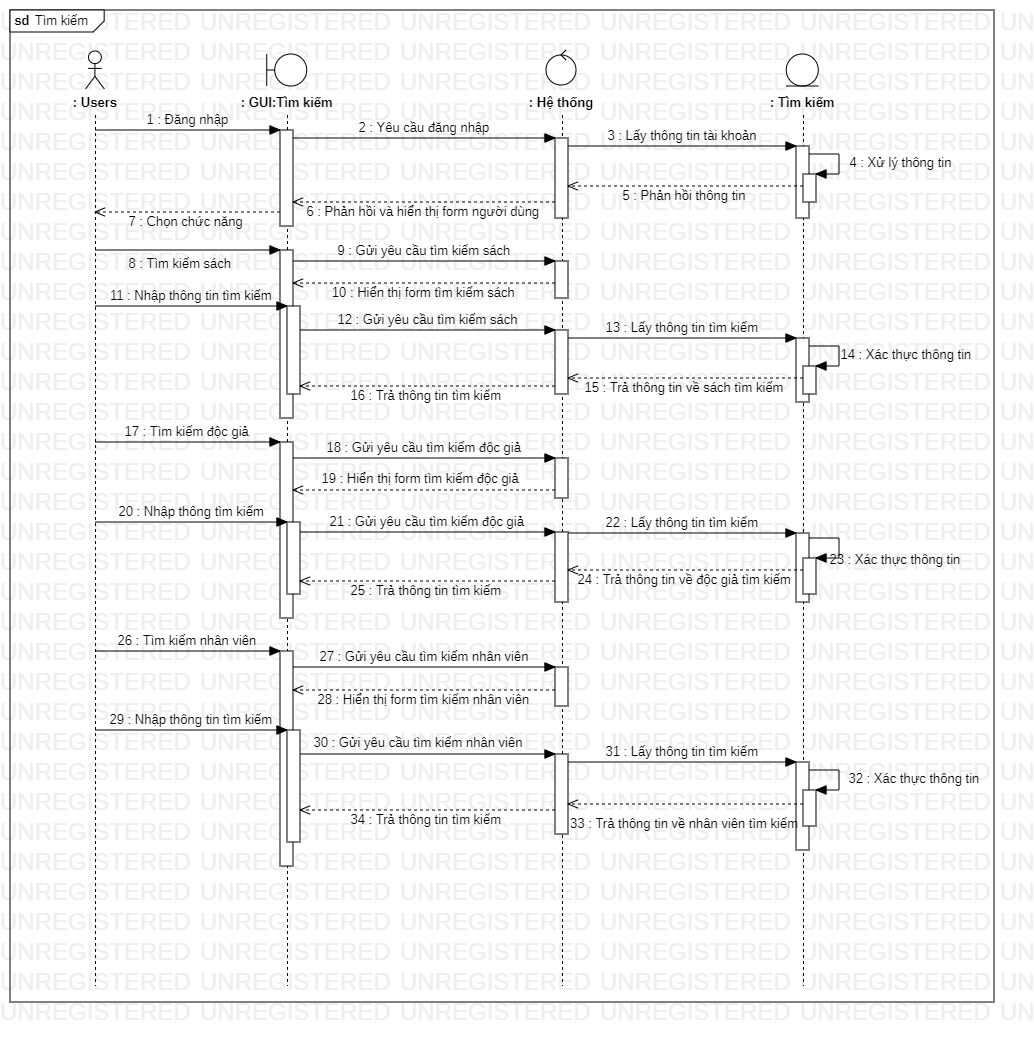 sd Tìm kiếm
: Users
: GUI:Tìm kiếm
: Hệ thống
: Tìm kiếm
1 : Đăng nhập
2 : Yêu cầu đăng nhập
3 : Lấy thông tin tài khoản
4 : Xử lý thông tin
5 : Phản hồi thông tin
6 : Phản hồi và hiển thị form người dùng
7 : Chọn chức năng
8 : Tìm kiếm sách
9 : Gửi yêu cầu tìm kiếm sách
10 : Hiển thị form tìm kiếm sách
11 : Nhập thông tin tìm kiếm
12 : Gửi yêu cầu tìm kiếm sách
13 : Lấy thông tin tìm kiếm
14 : Xác thực thông tin
15 : Trả thông tin về sách tìm kiếm
16 : Trả thông tin tìm kiếm
17 : Tìm kiếm độc giả
18 : Gửi yêu cầu tìm kiếm độc giả
19 : Hiển thị form tìm kiếm độc giả
20 : Nhập thông tìm kiếm
21 : Gửi yêu cầu tìm kiếm độc giả
22 : Lấy thông tin tìm kiếm
23 : Xác thực thông tin
24 : Trả thông tin về độc giả tìm kiếm
25 : Trả thông tin tìm kiếm
26 : Tìm kiếm nhân viên
27 : Gửi yêu cầu tìm kiếm nhân viên
28 : Hiển thị form tìm kiếm nhân viên
29 : Nhập thông tin tìm kiếm
30 : Gửi yêu cầu tìm kiếm nhân viên
31 : Lấy thông tin tìm kiếm
32 : Xác thực thông tin
33 : Trả thông tin về nhân viên tìm kiếm
34 : Trả thông tin tìm kiếm
UNREGISTERED